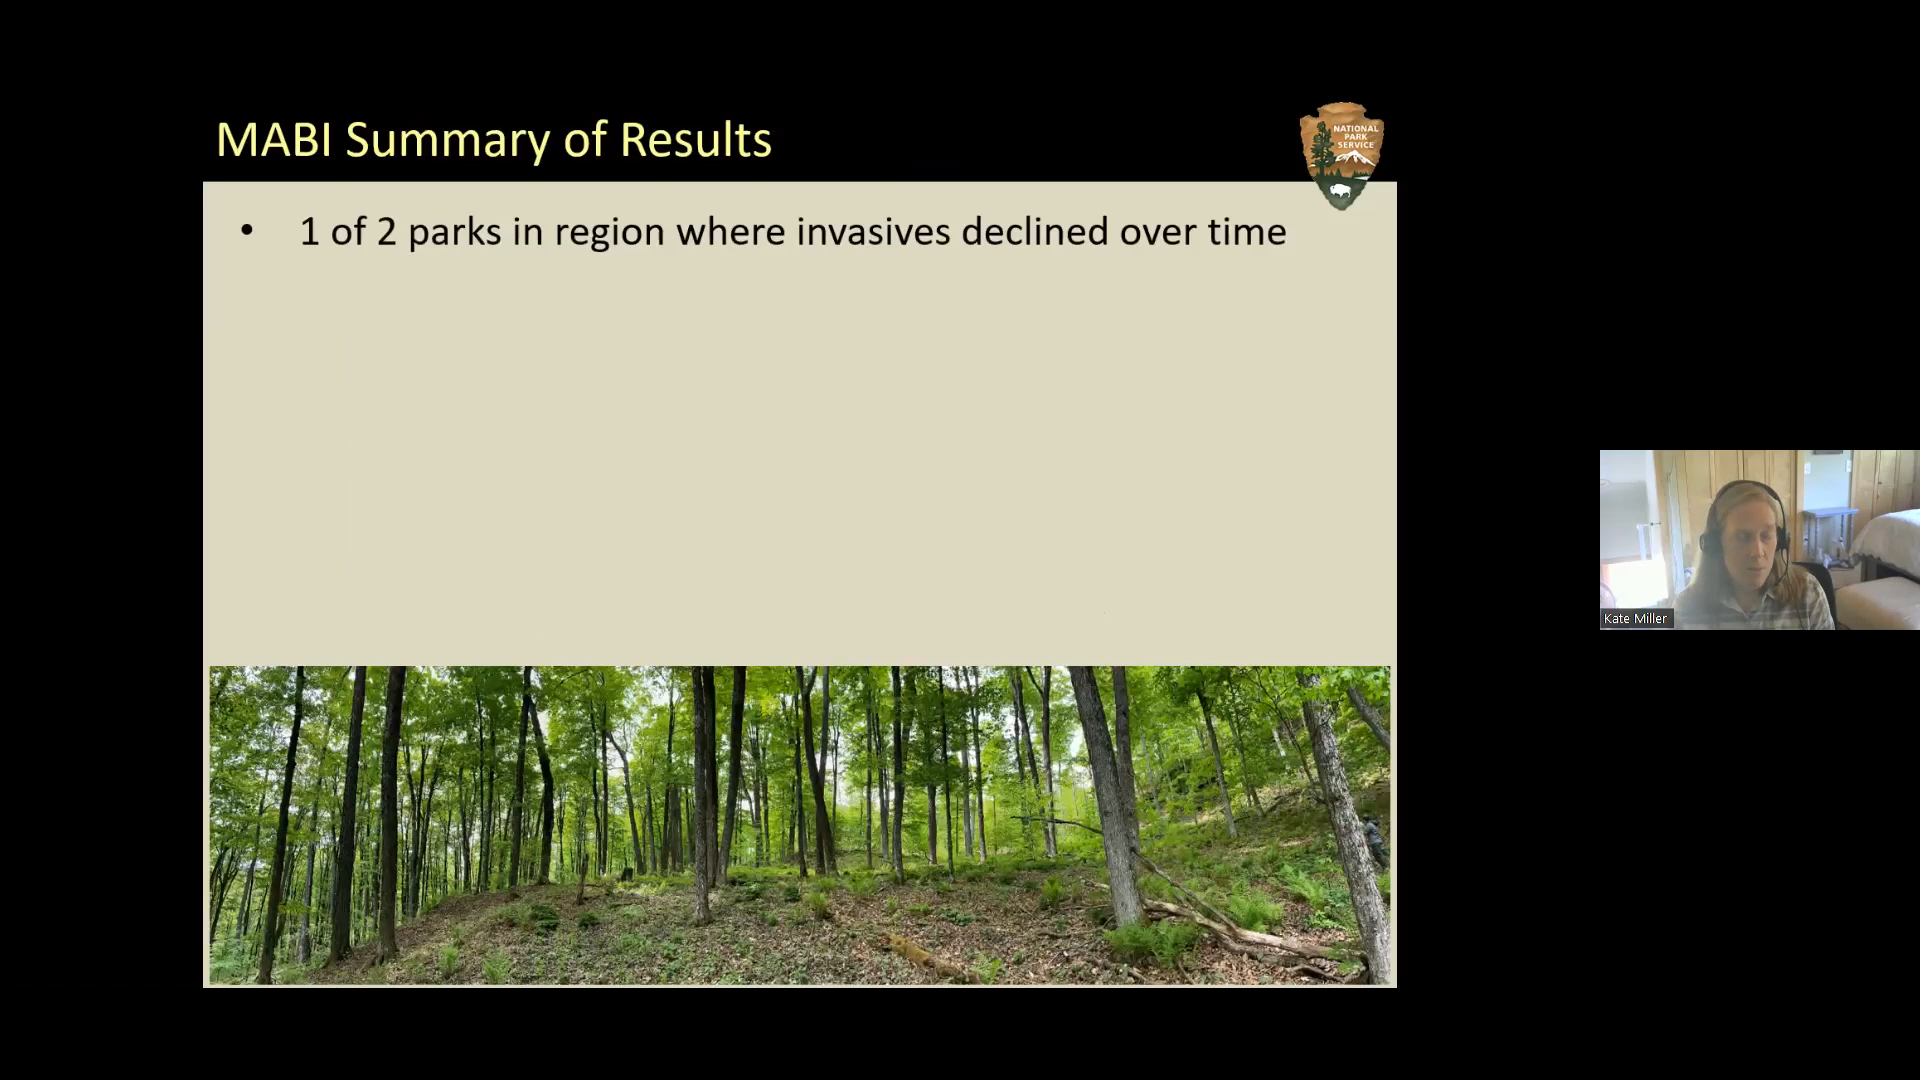 MABI Summary of Results
NATIONAL
PARK
SERVICE
• 1 of 2 parks in region where invasives declined over time
Kate Miller